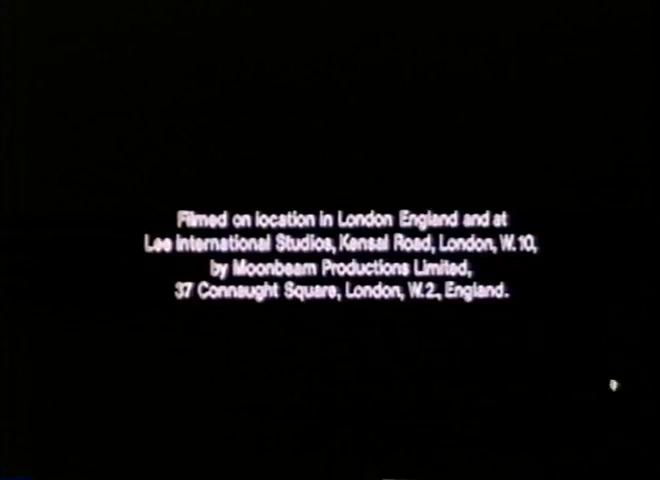 Filmed on location in London England and at
Lee International Studios, Kensal Road, London, W.10,
by Moonbeam Productions Limited,
37 Connaught Square, London, W.2., England.